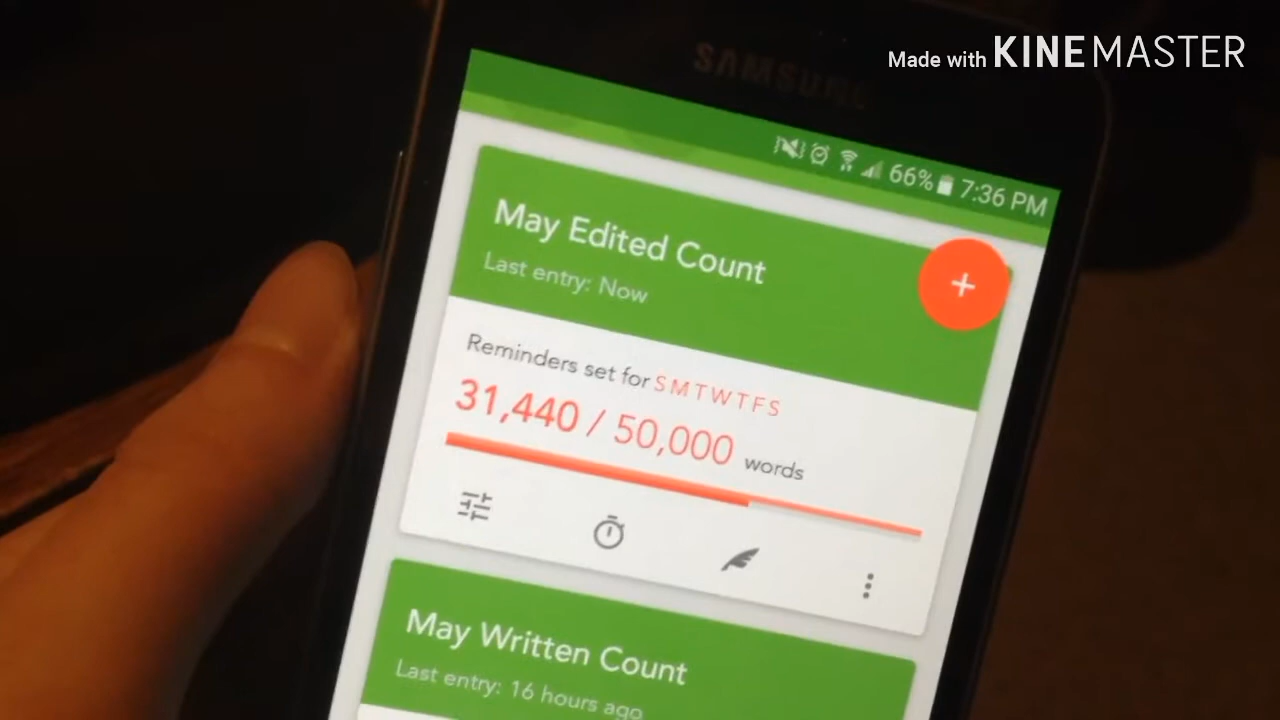 Made with KINEMASTER
SAMSUNG
66% 7:36 PM
May Edited Count
Last entry: Now
+
Reminders set for S M T W T F S
31,440 / 50,000 words
May Written Count
Last entry: 16 hours ago